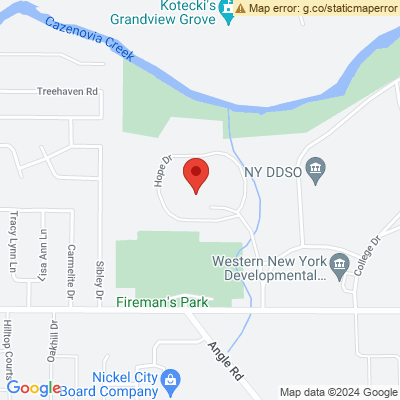 Kotecki's
Grandview Grove
Map error: g.co/staticmaperror
Cazenovia Creek
Treehaven Rd
Hope Dr
NY DDSO
Tracy Lynn Ln
Lysa Ann Ln
Carmelite Dr
Sibley Dr
College Dr
Western New York
Developmental...
Fireman's Park
Hilltop Courts
Oakhill Dr
Angle Rd
Nickel City
Board Company
Google
Map data ©2024 Google